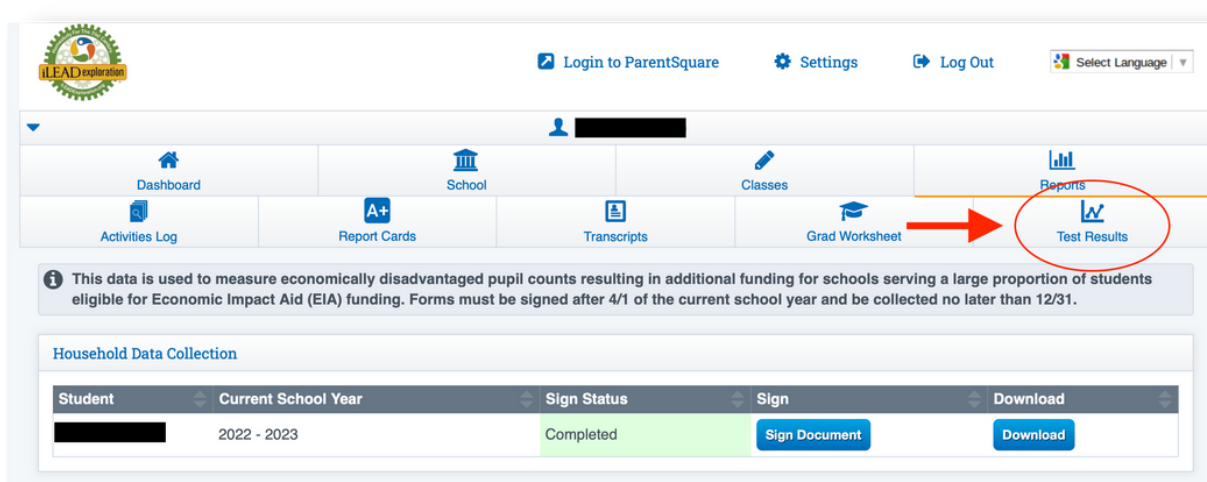 iLEAD exploration
Login to ParentSquare Settings Log Out Select Language
Dashboard School Classes Reports
A+
Activities Log Report Cards Transcripts Grad Worksheet Test Results
This data is used to measure economically disadvantaged pupil counts resulting in additional funding for schools serving a large proportion of students
eligible for Economic Impact Aid (EIA) funding. Forms must be signed after 4/1 of the current school year and be collected no later than 12/31.
Household Data Collection
Student Current School Year Sign Status Sign Download
2022 - 2023 Completed Sign Document Download